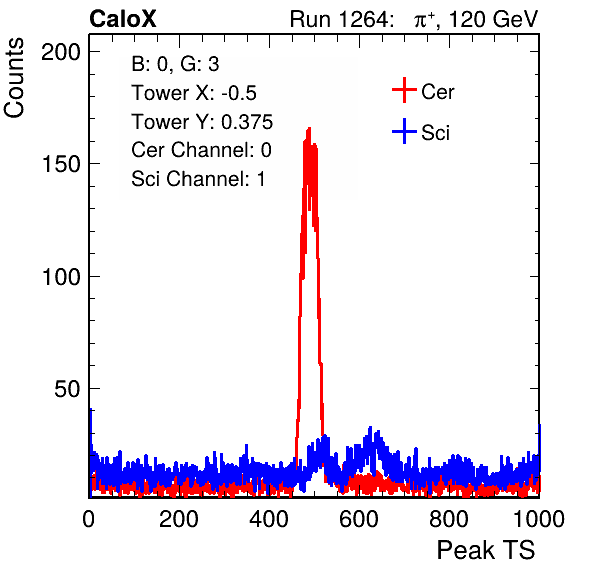 CaloX Run 1264: π+, 120 GeV
B: 0, G: 3
Tower X: -0.5
Tower Y: 0.375
Cer Channel: 0
Sci Channel: 1
Cer
Sci
Counts
200
150
100
50
0 200 400 600 800 1000
Peak TS